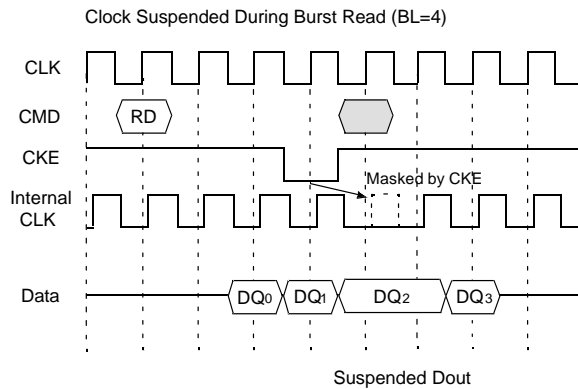 Clock Suspended During Burst Read (BL=4)
CLK
CMD
RD
CKE
Masked by CKE
Internal
CLK
Data
DQ0
DQ1
DQ2
DQ3
Suspended Dout